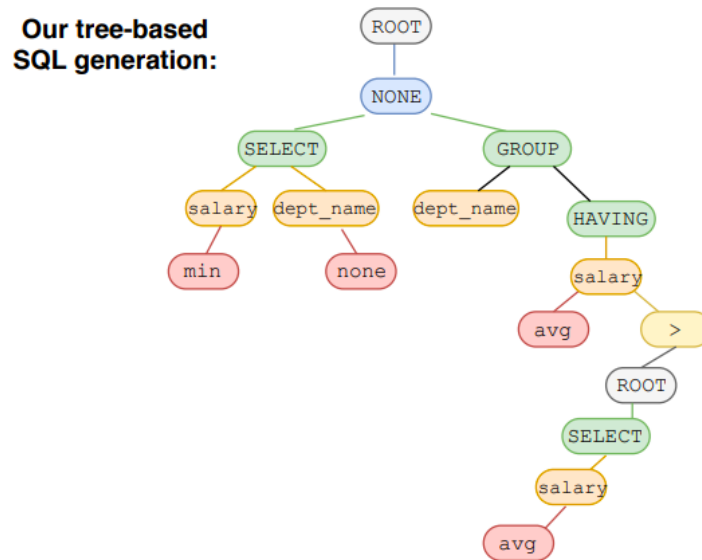 Our tree-based
SQL generation:
ROOT
NONE
SELECT
GROUP
salary
dept_name
dept_name
HAVING
min
none
salary
avg
>
ROOT
SELECT
salary
avg